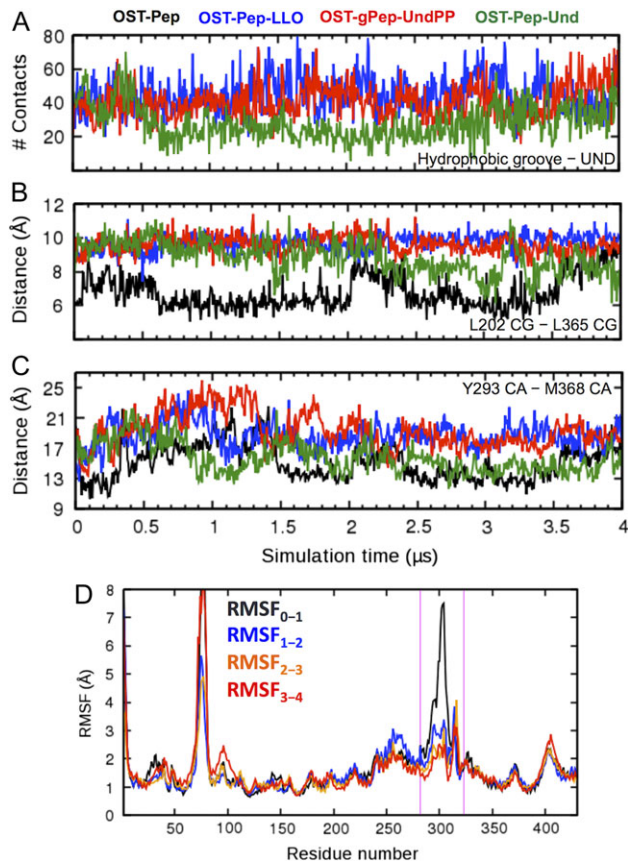 A OST-Pep OST-Pep-LLO OST-gPep-UndPP OST-Pep-Und
80
60
40
20
# Contacts
Hydrophobic groove – UND
B
12
10
8
6
Distance (Å)
L202 CG – L365 CG
C
25
21
17
13
9
Distance (Å)
Y293 CA – M368 CA
0 0.5 1 1.5 2 2.5 3 3.5 4
Simulation time (μs)
D
8
7
6
5
4
3
2
1
0
RMSF (Å)
RMSF0–1
RMSF1–2
RMSF2–3
RMSF3–4
50 100 150 200 250 300 350 400
Residue number